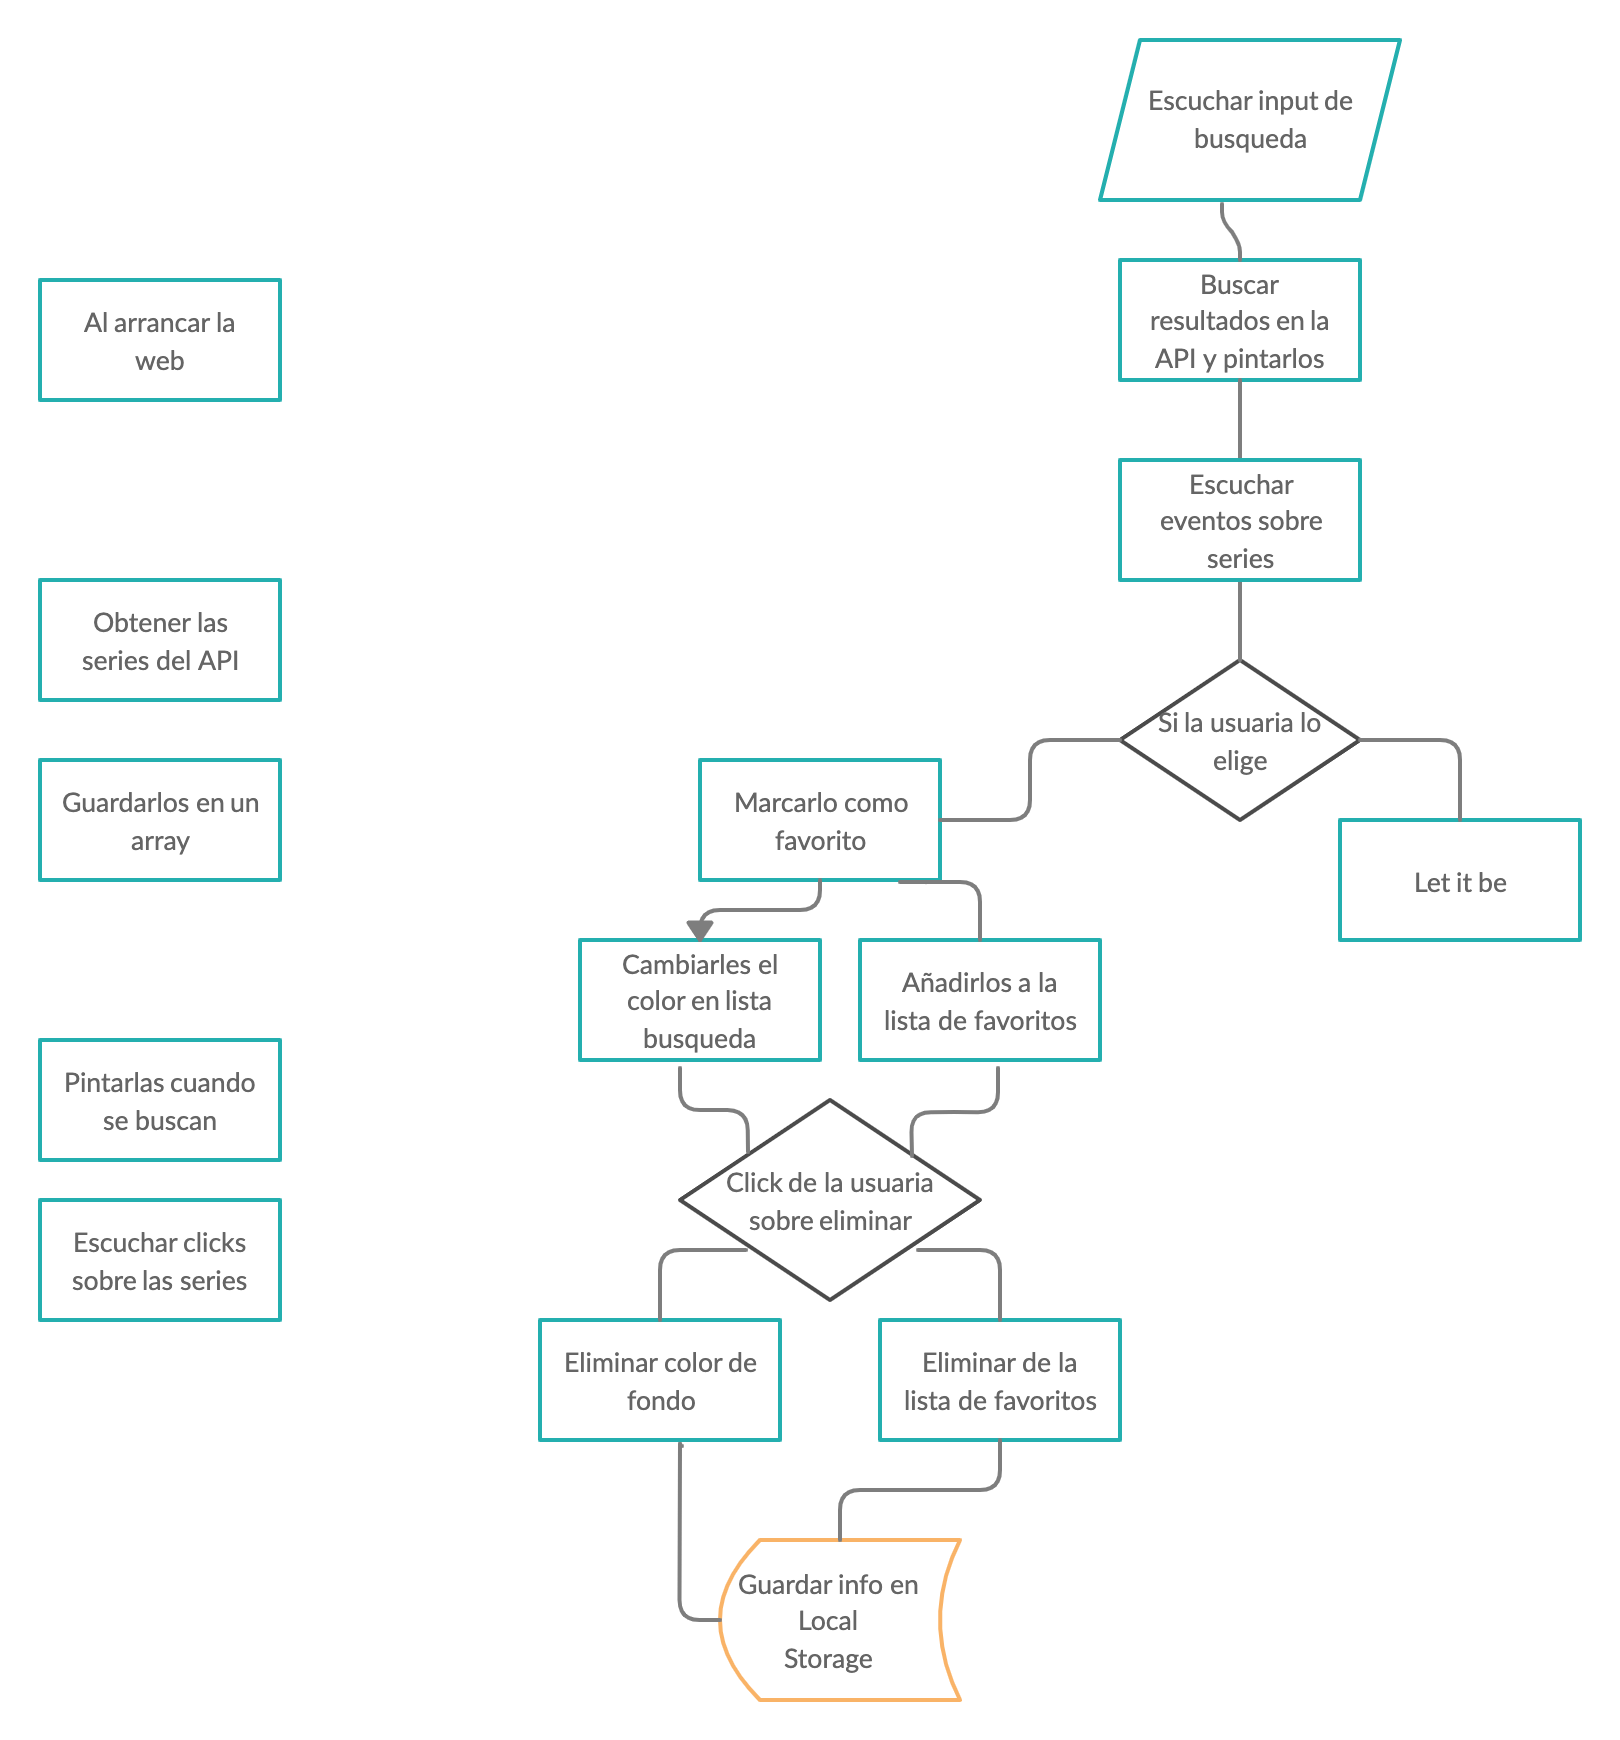 Escuchar input de
busqueda
Buscar
resultados en la
API y pintarlos
Al arrancar la
web
Escuchar
eventos sobre
series
Obtener las
series del API
Si la usuaria lo
elige
Guardarlos en un
array
Marcarlo como
favorito
Let it be
Cambiarles el
color en lista
busqueda
Añadirlos a la
lista de favoritos
Pintarlas cuando
se buscan
Click de la usuaria
sobre eliminar
Escuchar clicks
sobre las series
Eliminar color de
fondo
Eliminar de la
lista de favoritos
Guardar info en
Local
Storage